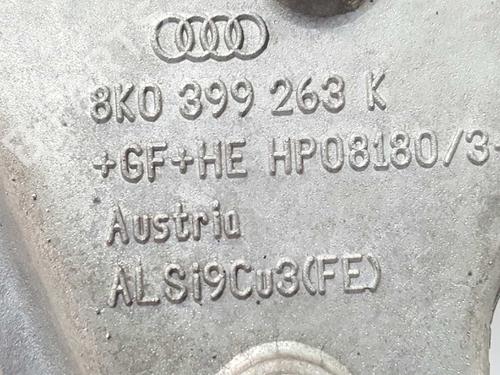 8K0 399 263 K
+GF+HE HP08180/3-
Austria
ALSi9Cu3(FE)